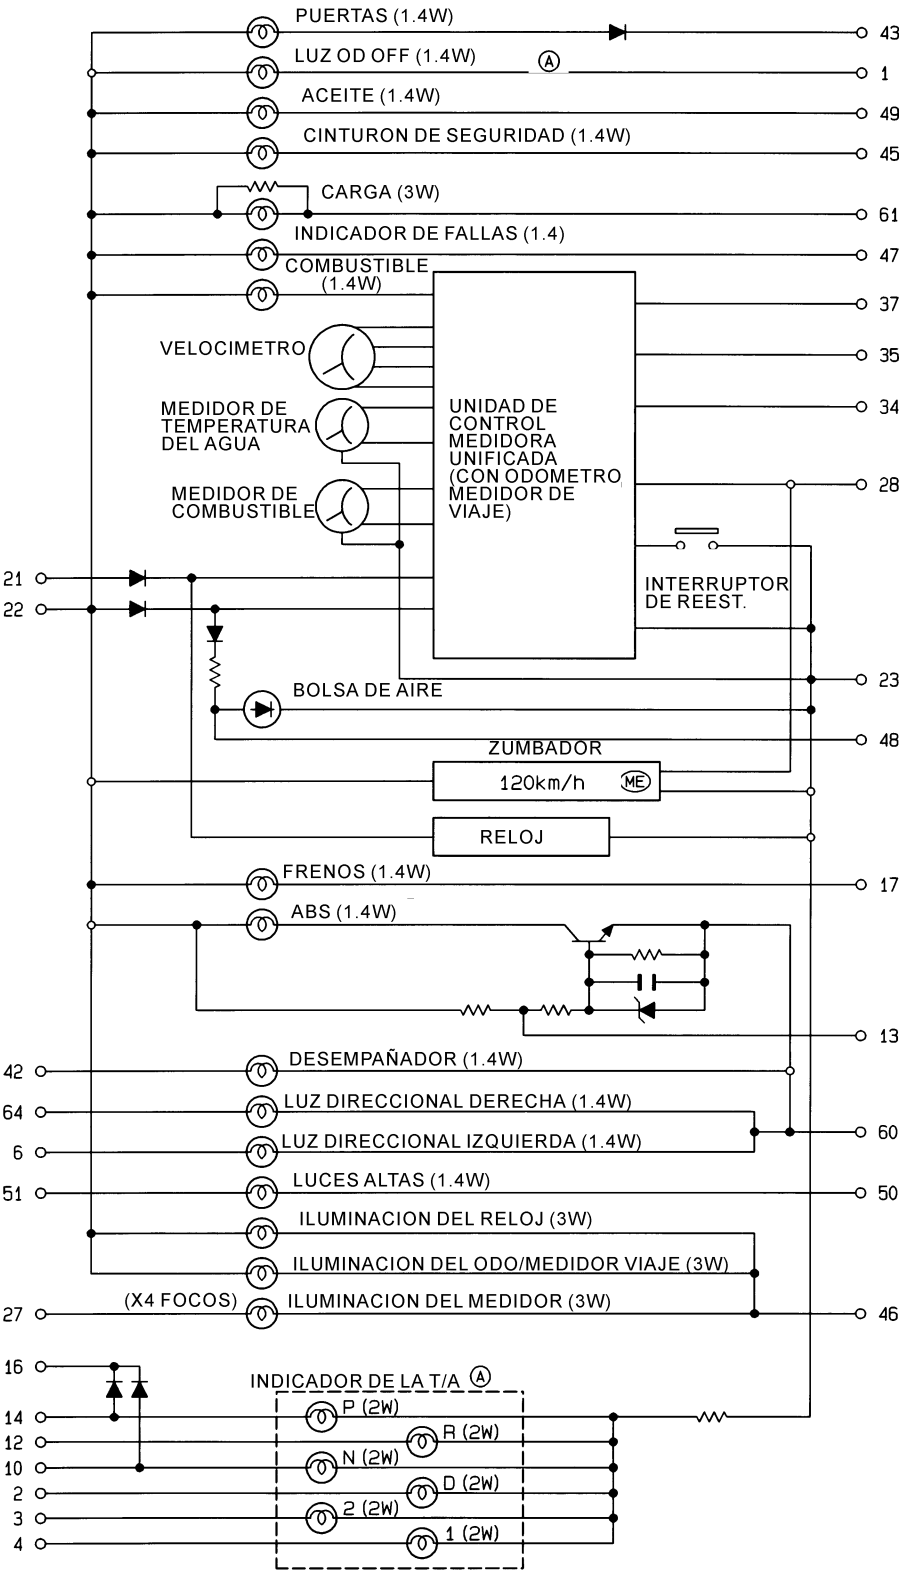 PUERTAS (1.4W)
43
LUZ OD OFF (1.4W)
A
1
ACEITE (1.4W)
49
CINTURON DE SEGURIDAD (1.4W)
45
CARGA (3W)
61
INDICADOR DE FALLAS (1.4)
47
COMBUSTIBLE
(1.4W)
37
VELOCIMETRO
35
MEDIDOR DE
TEMPERATURA
DEL AGUA
UNIDAD DE
CONTROL
MEDIDORA
UNIFICADA
(CON ODOMETRO
MEDIDOR DE
VIAJE)
34
MEDIDOR DE
COMBUSTIBLE
28
INTERRUPTOR
DE REEST.
21
22
23
BOLSA DE AIRE
48
ZUMBADOR
120km/h
ME
RELOJ
FRENOS (1.4W)
17
ABS (1.4W)
13
42
DESEMPAÑADOR (1.4W)
64
LUZ DIRECCIONAL DERECHA (1.4W)
60
6
LUZ DIRECCIONAL IZQUIERDA (1.4W)
51
LUCES ALTAS (1.4W)
50
ILUMINACION DEL RELOJ (3W)
ILUMINACION DEL ODO/MEDIDOR VIAJE (3W)
27
(X4 FOCOS)
ILUMINACION DEL MEDIDOR (3W)
46
16
INDICADOR DE LA T/A
A
14
P (2W)
12
R (2W)
10
N (2W)
2
D (2W)
3
2 (2W)
4
1 (2W)